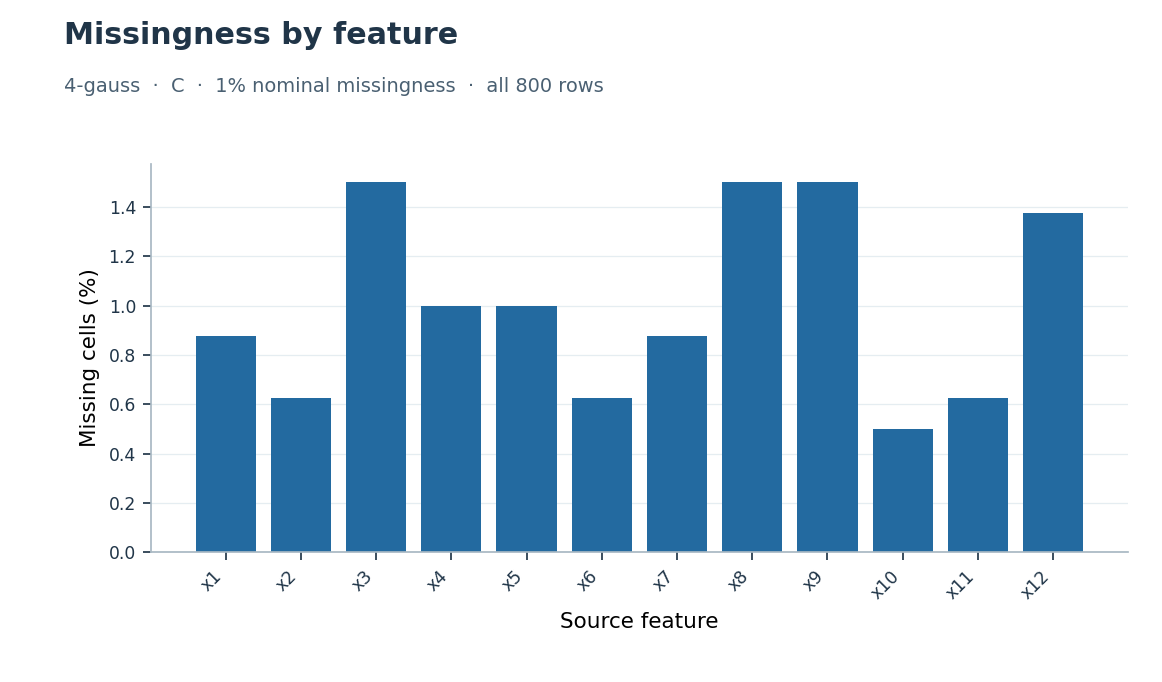 Missingness by feature
4-gauss · C · 1% nominal missingness · all 800 rows
Missing cells (%)
1.4
1.2
1.0
0.8
0.6
0.4
0.2
0.0
x1 x2 x3 x4 x5 x6 x7 x8 x9 x10 x11 x12
Source feature